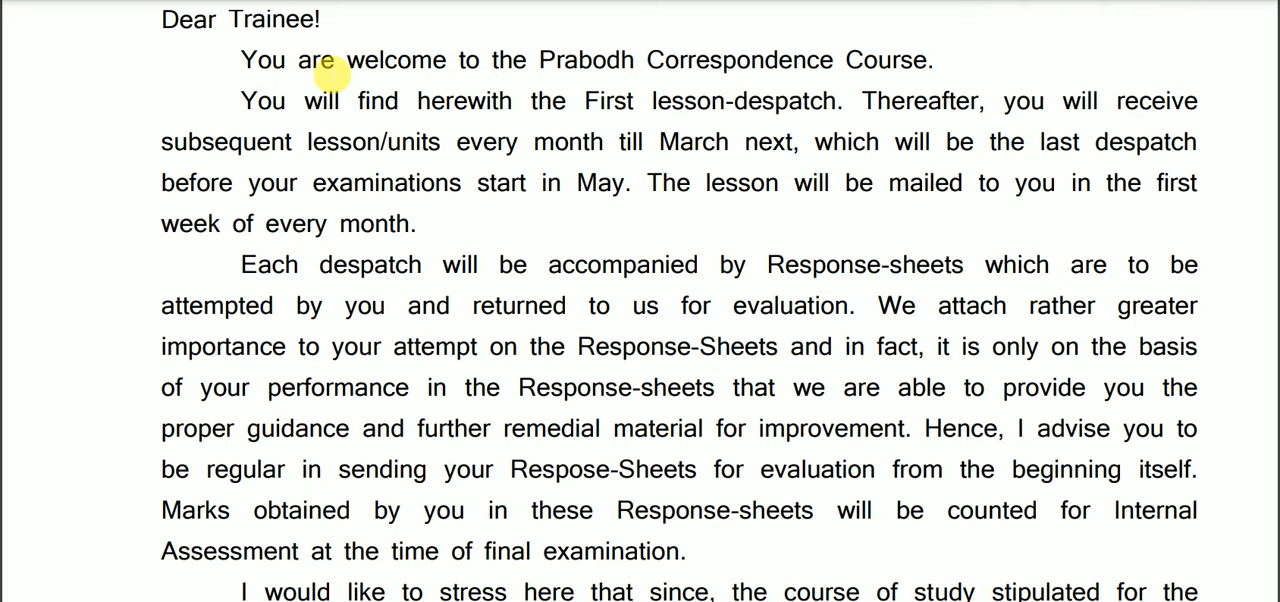 Dear Trainee!
You are welcome to the Prabodh Correspondence Course.
You will find herewith the First lesson-despatch. Thereafter, you will receive
subsequent lesson/units every month till March next, which will be the last despatch
before your examinations start in May. The lesson will be mailed to you in the first
week of every month.
Each despatch will be accompanied by Response-sheets which are to be
attempted by you and returned to us for evaluation. We attach rather greater
importance to your attempt on the Response-Sheets and in fact, it is only on the basis
of your performance in the Response-sheets that we are able to provide you the
proper guidance and further remedial material for improvement. Hence, I advise you to
be regular in sending your Respose-Sheets for evaluation from the beginning itself.
Marks obtained by you in these Response-sheets will be counted for Internal
Assessment at the time of final examination.
I would like to stress here that since, the course of study stipulated for the